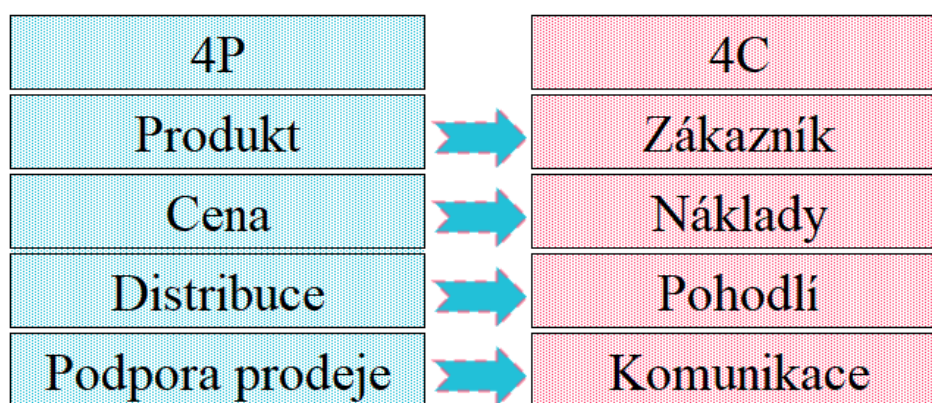 4P 4C
Produkt Zákazník
Cena Náklady
Distribuce Pohodlí
Podpora prodeje Komunikace